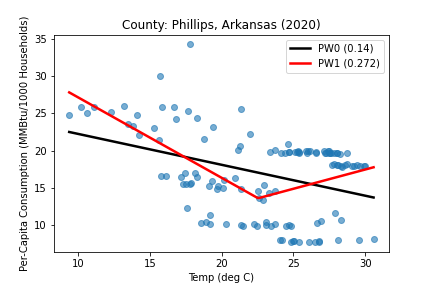 County: Phillips, Arkansas (2020)
PW0 (0.14)
PW1 (0.272)
Per-Capita Consumption (MMBtu/1000 Households)
35
30
25
20
15
10
10 15 20 25 30
Temp (deg C)